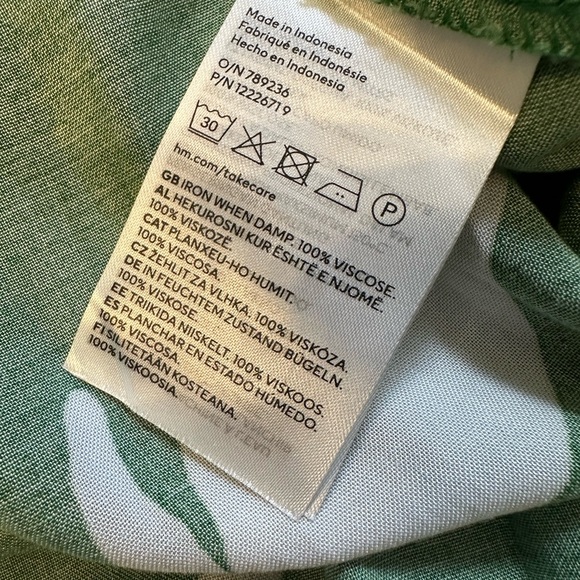 Made in Indonesia
Fabriqué en Indonésie
Hecho en Indonesia
O/N 789236
P/N 12226719
30
P
hm.com/takecare
GB IRON WHEN DAMP. 100% VISCOSE.
AL HEKUROSNI KUR ËSHTË E NJOMË.
100% VISKOZË
CAT PLANXEU-HO HUMIT.
100% VISCOSA.
CZ ŽEHLIT ZA VLHKA. 100% VISKÓZA.
DE IN FEUCHTEM ZUSTAND BÜGELN.
100% VISKOSE.
EE TRIIKIDA NIISKELT. 100% VISKOOS.
ES PLANCHAR EN ESTADO HÚMEDO.
100% VISCOSA.
FI SILITETÄÄN KOSTEANA.
100% VISKOOSIA.